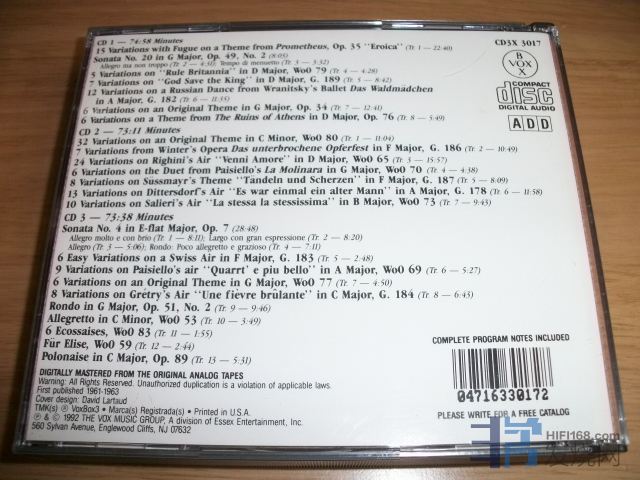 CD 1 — 74:58 Minutes
15 Variations with Fugue on a Theme from Prometheus, Op. 35 "Eroica" (Tr. 1 — 22:40)
Sonata No. 20 in G Major, Op. 49, No. 2 (8:05)
Allegro ma non troppo (Tr. 2 — 4:33) Tempo di menuetto (Tr. 3 — 3:32)
5 Variations on "Rule Britannia" in D Major, WoO 79 (Tr. 4 — 4:28)
7 Variations on "God Save the King" in D Major, G. 189 (Tr. 5 — 8:42)
12 Variations on a Russian Dance from Wranitsky's Ballet Das Waldmädchen
in A Major, G. 182 (Tr. 6 — 11:35)
6 Variations on an Original Theme in G Major, Op. 34 (Tr. 7 — 12:41)
6 Variations on a Theme from The Ruins of Athens in D Major, Op. 76 (Tr. 8 — 5:49)
CD 2 — 73:11 Minutes
32 Variations on an Original Theme in C Minor, WoO 80 (Tr. 1 — 11:04)
7 Variations from Winter's Opera Das unterbrochene Opferfest in F Major, G. 186 (Tr. 2 — 10:49)
24 Variations on Righini's Air "Venni Amore" in D Major, WoO 65 (Tr. 3 — 15:57)
6 Variations on the Duet from Paisiello's La Molinara in G Major, WoO 70 (Tr. 4 — 4:38)
8 Variations on Sussmayr's Theme "Tändeln und Scherzen" in F Major, G. 187 (Tr. 5 — 8:07)
13 Variations on Dittersdorf's Air "Es war einmal ein alter Mann" in A Major, G. 178 (Tr. 6 — 11:58)
10 Variations on Salieri's Air "La stessa la stessissima" in B Major, WoO 73 (Tr. 7 — 9:43)
CD 3 — 73:38 Minutes
Sonata No. 4 in E-flat Major, Op. 7 (28:48)
Allegro molto e con brio (Tr. 1 — 8:11); Largo con gran espressione (Tr. 2 — 8:20)
Allegro (Tr. 3 — 5:06); Rondo: Poco allegretto e grazioso (Tr. 4 — 7:11)
6 Easy Variations on a Swiss Air in F Major, G. 183 (Tr. 5 — 2:48)
9 Variations on Paisiello's Air "Quarrt' e piu bello" in A Major, WoO 69 (Tr. 6 — 5:27)
6 Variations on an Original Theme in G Major, WoO 77 (Tr. 7 — 4:50)
8 Variations on Grétry's Air "Une fièvre brûlante" in C Major, G. 184 (Tr. 8 — 6:43)
Rondo in G Major, Op. 51, No. 2 (Tr. 9 — 9:46)
Allegretto in C Minor, WoO 53 (Tr. 10 — 3:49)
6 Ecossaises, WoO 83 (Tr. 11 — 1:55)
Für Elise, WoO 59 (Tr. 12 — 2:44)
Polonaise in C Major, Op. 89 (Tr. 13 — 5:31)
DIGITALLY MASTERED FROM THE ORIGINAL ANALOG TAPES
Warning: All Rights Reserved. Unauthorized duplication is a violation of applicable laws.
First published 1961-1963
Cover design: David Lartaud
TMK(s) ® VoxBox3 • Marca(s) Registrada(s) • Printed in U.S.A.
℗ & © 1992 THE VOX MUSIC GROUP, A division of Essex Entertainment, Inc.
560 Sylvan Avenue, Englewood Cliffs, NJ 07632
CD3X 3017
B
VOX
X
COMPACT
disc
DIGITAL AUDIO
ADD
COMPLETE PROGRAM NOTES INCLUDED
04716330172
PLEASE WRITE FOR A FREE CATALOG
HIFI168.com
发烧网